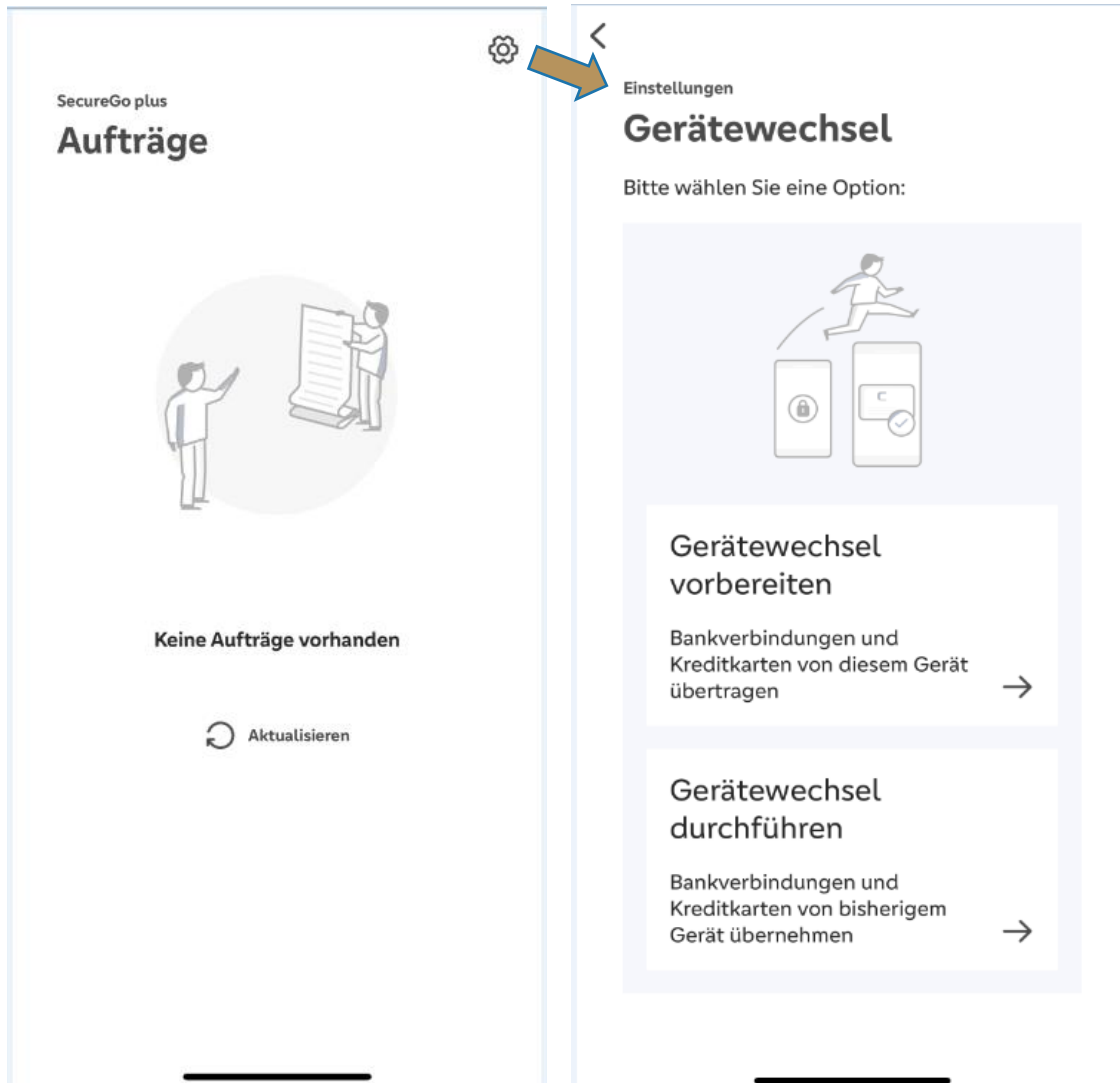 SecureGo plus
Aufträge
Keine Aufträge vorhanden
Aktualisieren
Einstellungen
Gerätewechsel
Bitte wählen Sie eine Option:
Gerätewechsel
vorbereiten
Bankverbindungen und
Kreditkarten von diesem Gerät
übertragen
Gerätewechsel
durchführen
Bankverbindungen und
Kreditkarten von bisherigem
Gerät übernehmen